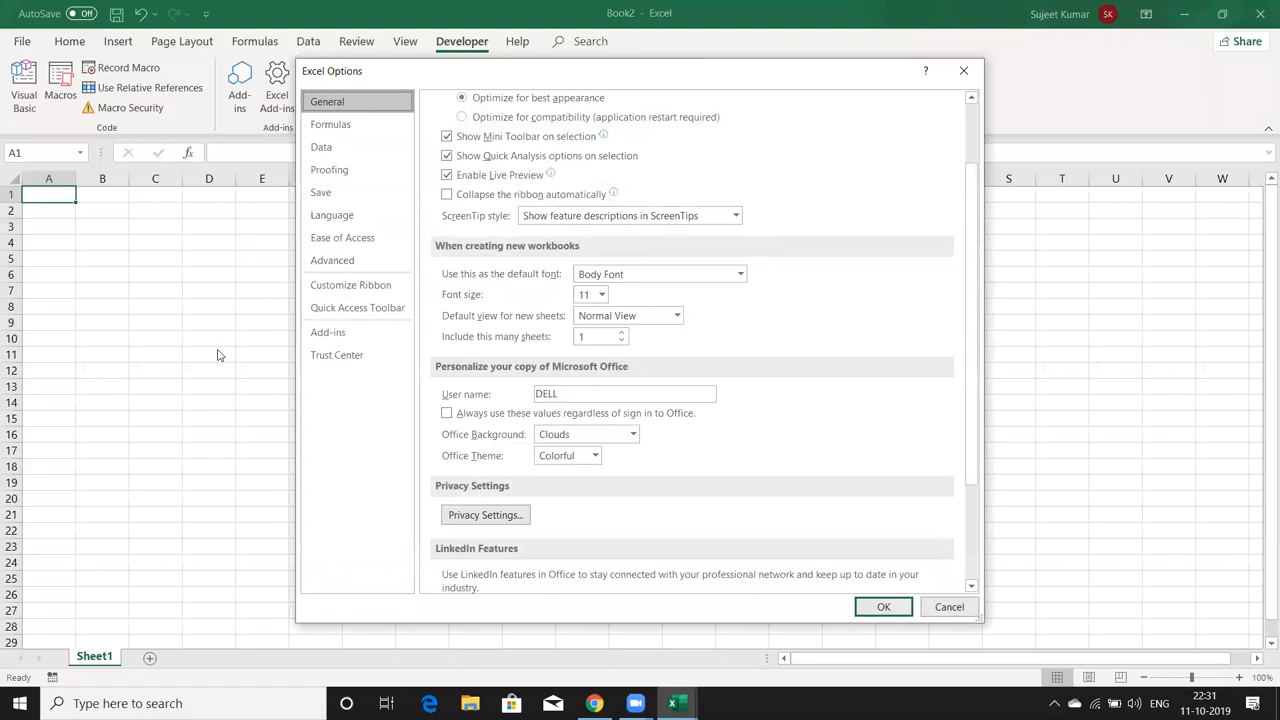 AutoSave Off
Book2 - Excel
Sujeet Kumar SK
File Home Insert Page Layout Formulas Data Review View Developer Help Search Share
Visual Basic
Macros
Record Macro
Use Relative References
Macro Security
Code
Add-ins
Excel Add-ins
Add-ins
A1
fx
A B C D E S T U V W
1
2
3
4
5
6
7
8
9
10
11
12
13
14
15
16
17
18
19
20
21
22
23
24
25
26
27
28
29
Excel Options
?
General
Formulas
Data
Proofing
Save
Language
Ease of Access
Advanced
Customize Ribbon
Quick Access Toolbar
Add-ins
Trust Center
Optimize for best appearance
Optimize for compatibility (application restart required)
Show Mini Toolbar on selection
Show Quick Analysis options on selection
Enable Live Preview
Collapse the ribbon automatically
ScreenTip style: Show feature descriptions in ScreenTips
When creating new workbooks
Use this as the default font: Body Font
Font size: 11
Default view for new sheets: Normal View
Include this many sheets: 1
Personalize your copy of Microsoft Office
User name: DELL
Always use these values regardless of sign in to Office.
Office Background: Clouds
Office Theme: Colorful
Privacy Settings
Privacy Settings...
LinkedIn Features
Use LinkedIn features in Office to stay connected with your professional network and keep up to date in your
industry.
OK Cancel
Sheet1
Ready
100%
Type here to search
ENG
22:31
11-10-2019